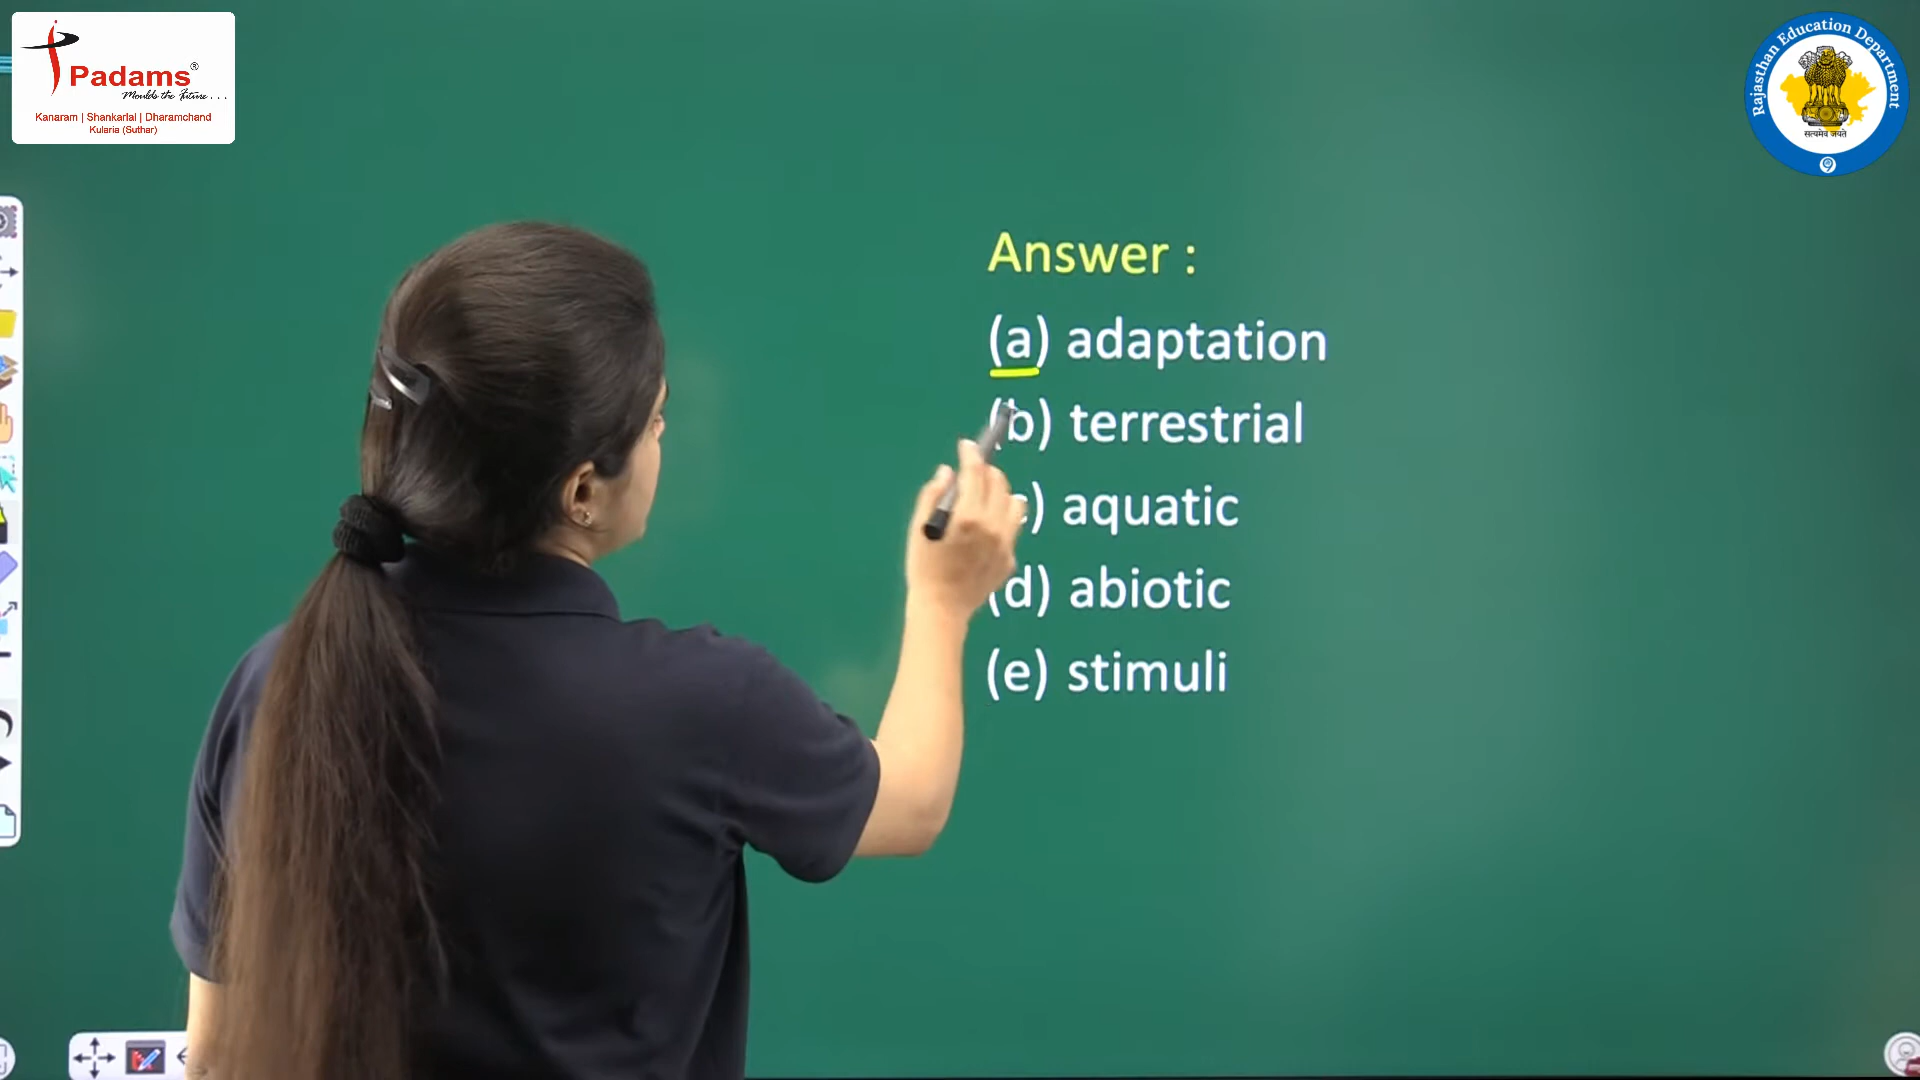 Padams®
Moulds the Future...
Kanaram | Shankarlal | Dharamchand
Kularia (Suthar)
Rajasthan Education Department
सत्यमेव जयते
Answer :
(a) adaptation
(b) terrestrial
c) aquatic
(d) abiotic
(e) stimuli